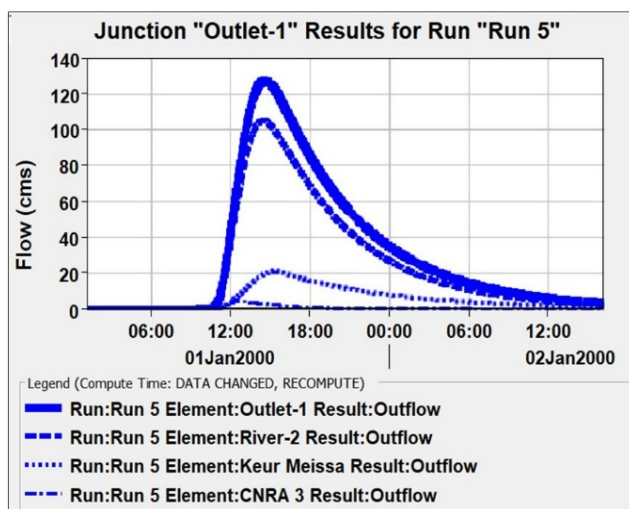 Junction "Outlet-1" Results for Run "Run 5"
140
120
100
80
60
40
20
0
Flow (cms)
06:00 12:00 18:00 00:00 06:00 12:00
01Jan2000 02Jan2000
Legend (Compute Time: DATA CHANGED, RECOMPUTE)
Run:Run 5 Element:Outlet-1 Result:Outflow
Run:Run 5 Element:River-2 Result:Outflow
Run:Run 5 Element:Keur Meissa Result:Outflow
Run:Run 5 Element:CNRA 3 Result:Outflow